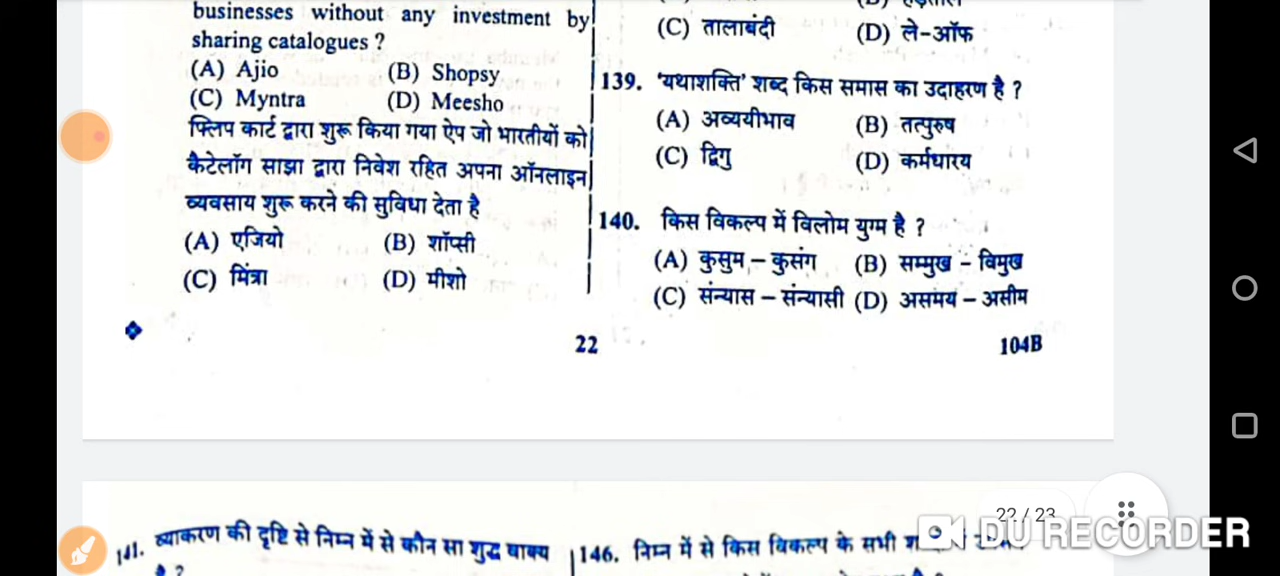 businesses without any investment by
sharing catalogues ?
(A) Ajio (B) Shopsy
(C) Myntra (D) Meesho
फ्लिप कार्ट द्वारा शुरू किया गया ऐप जो भारतीयों को
कैटेलॉग साझा द्वारा निवेश रहित अपना ऑनलाइन
व्यवसाय शुरू करने की सुविधा देता है
(A) एजियो (B) शॉप्सी
(C) मिंत्रा (D) मीशो
(C) तालाबंदी (D) ले-ऑफ
139. 'यथाशक्ति' शब्द किस समास का उदाहरण है ?
(A) अव्ययीभाव (B) तत्पुरुष
(C) द्विगु (D) कर्मधारय
140. किस विकल्प में विलोम युग्म है ?
(A) कुसुम – कुसंग (B) सम्मुख – विमुख
(C) संन्यास – संन्यासी (D) असमय – असीम
22
104B
141. व्याकरण की दृष्टि से निम्न में से कौन सा शुद्ध वाक्य
है ?
146. निम्न में से किस विकल्प के सभी
22 / 23
DU RECORDER